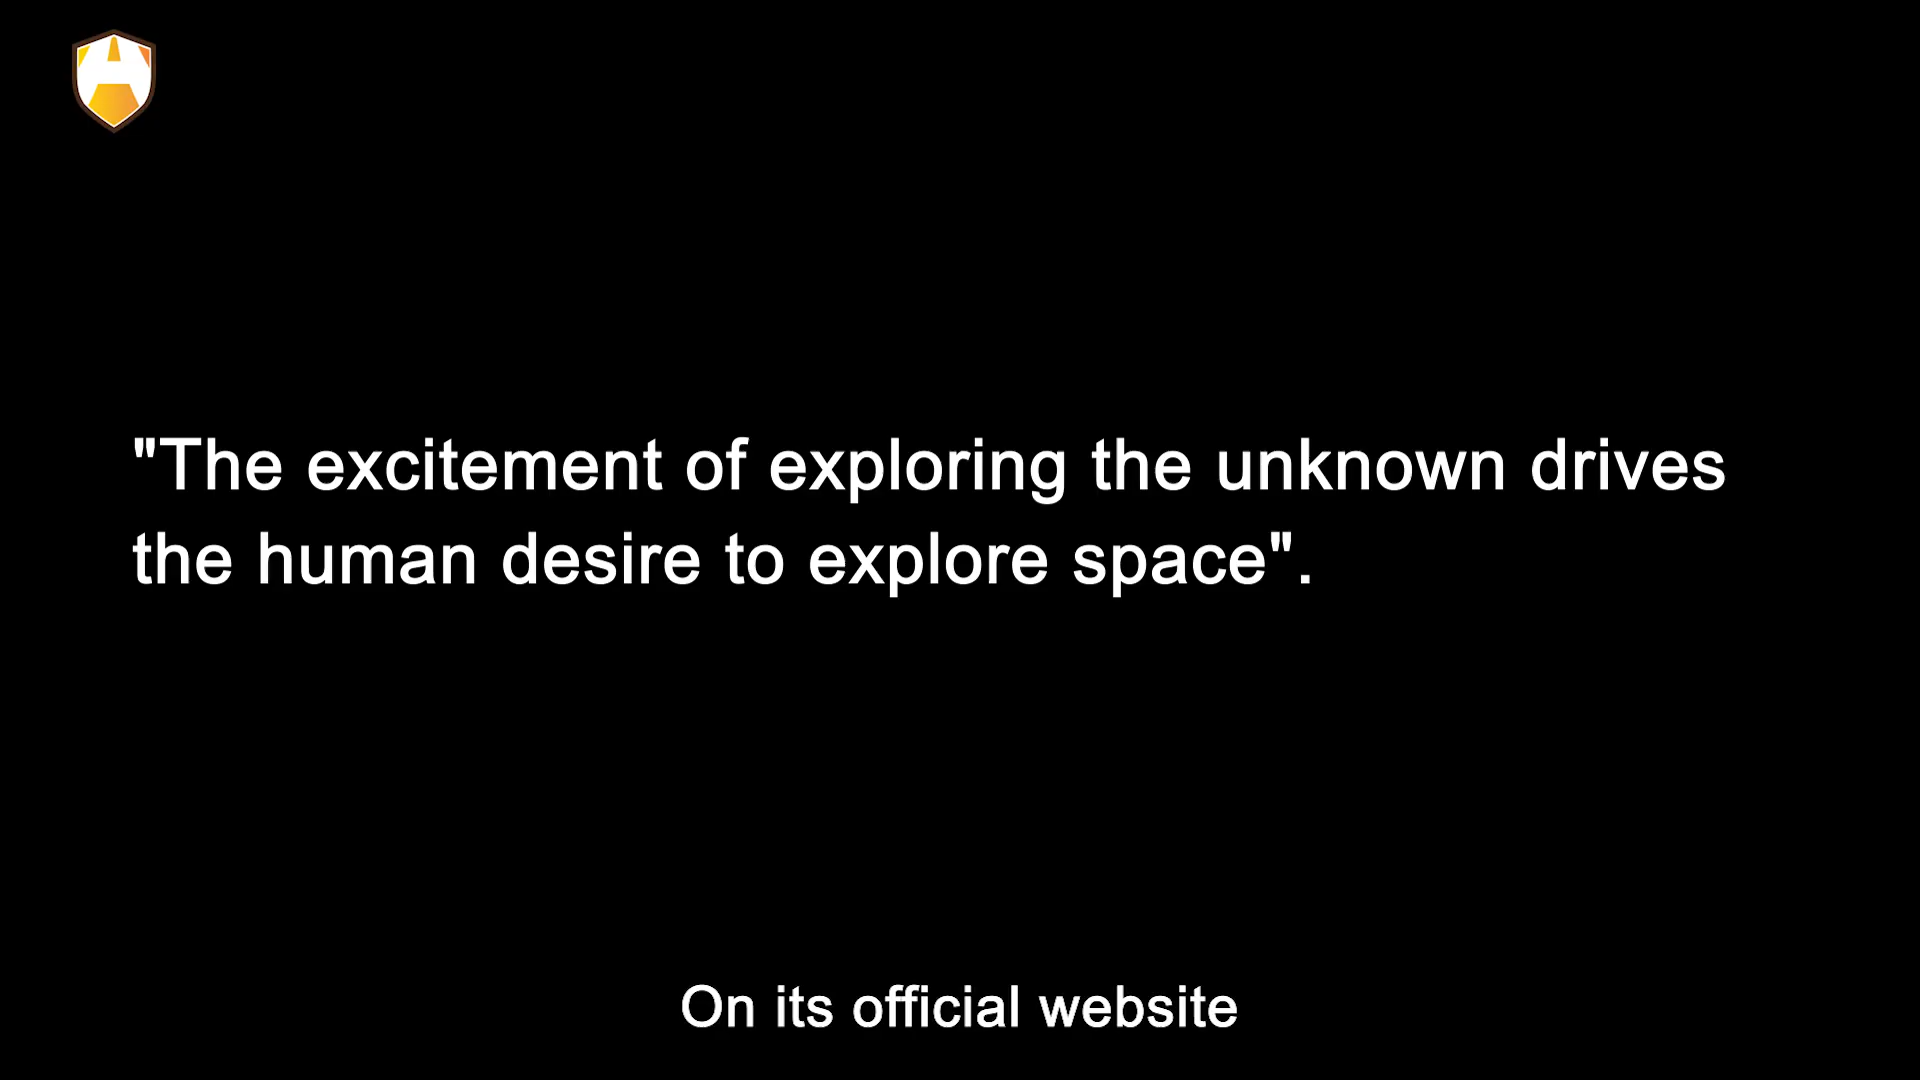 "The excitement of exploring the unknown drives
the human desire to explore space".
On its official website